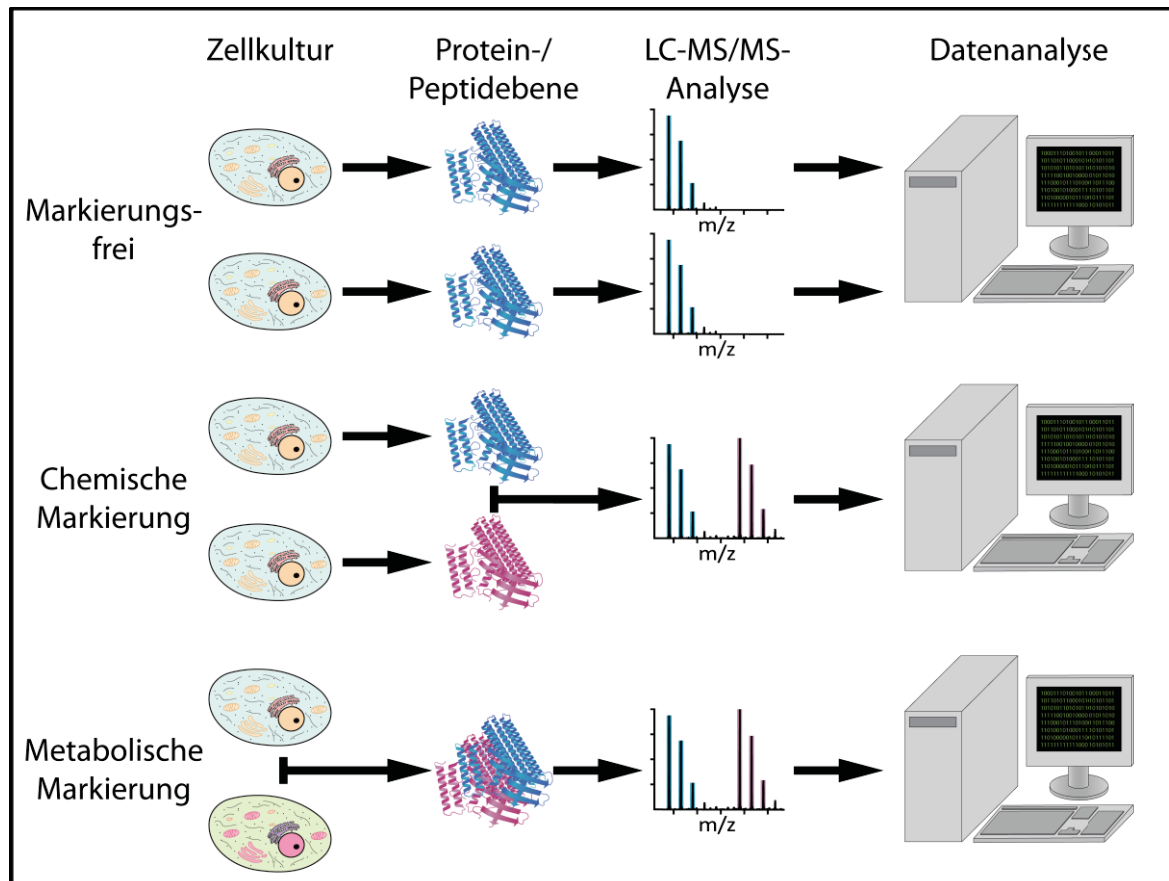 Zellkultur
Protein-/
Peptidebene
LC-MS/MS-
Analyse
Datenanalyse
Markierungs-
frei
m/z
m/z
Chemische
Markierung
m/z
Metabolische
Markierung
m/z